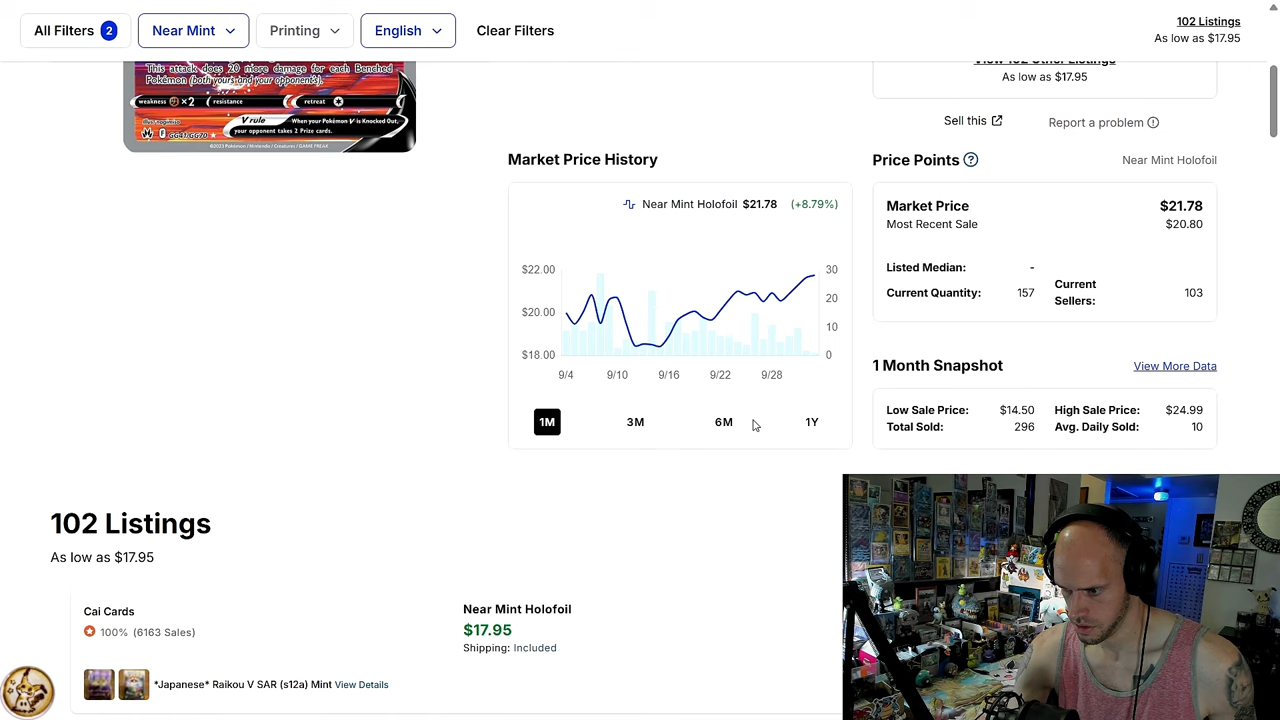 All Filters 2 Near Mint Printing English Clear Filters
102 Listings
As low as $17.95
This attack does 20 more damage for each Benched
Pokémon (both yours and your opponent's).
weakness ×2 resistance retreat
V rule When your Pokémon V is Knocked Out,
your opponent takes 2 Prize cards.
©2023 Pokémon / Nintendo / Creatures / GAME FREAK
View 102 Other Listings
As low as $17.95
Sell this Report a problem
Market Price History
Near Mint Holofoil $21.78 (+8.79%)
$22.00 30
$20.00 20
10
$18.00 0
9/4 9/10 9/16 9/22 9/28
1M 3M 6M 1Y
Price Points ? Near Mint Holofoil
Market Price $21.78
Most Recent Sale $20.80
Listed Median: -
Current Quantity: 157
Current Sellers: 103
1 Month Snapshot View More Data
Low Sale Price: $14.50 High Sale Price: $24.99
Total Sold: 296 Avg. Daily Sold: 10
102 Listings
As low as $17.95
Cai Cards
100% (6163 Sales)
Near Mint Holofoil
$17.95
Shipping: Included
*Japanese* Raikou V SAR (s12a) Mint View Details